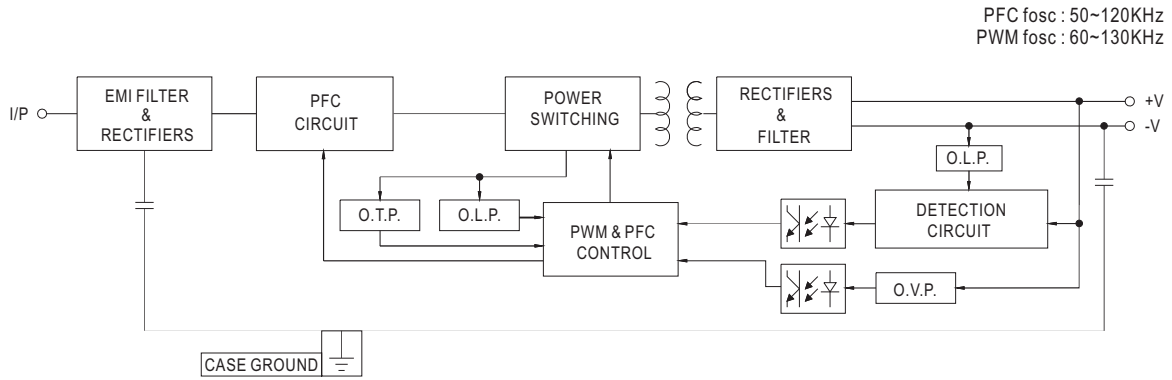 PFC fosc : 50~120KHz
PWM fosc : 60~130KHz
I/P
EMI FILTER
&
RECTIFIERS
PFC
CIRCUIT
POWER
SWITCHING
RECTIFIERS
&
FILTER
+V
-V
O.L.P.
O.T.P.
O.L.P.
PWM & PFC
CONTROL
DETECTION
CIRCUIT
O.V.P.
CASE GROUND